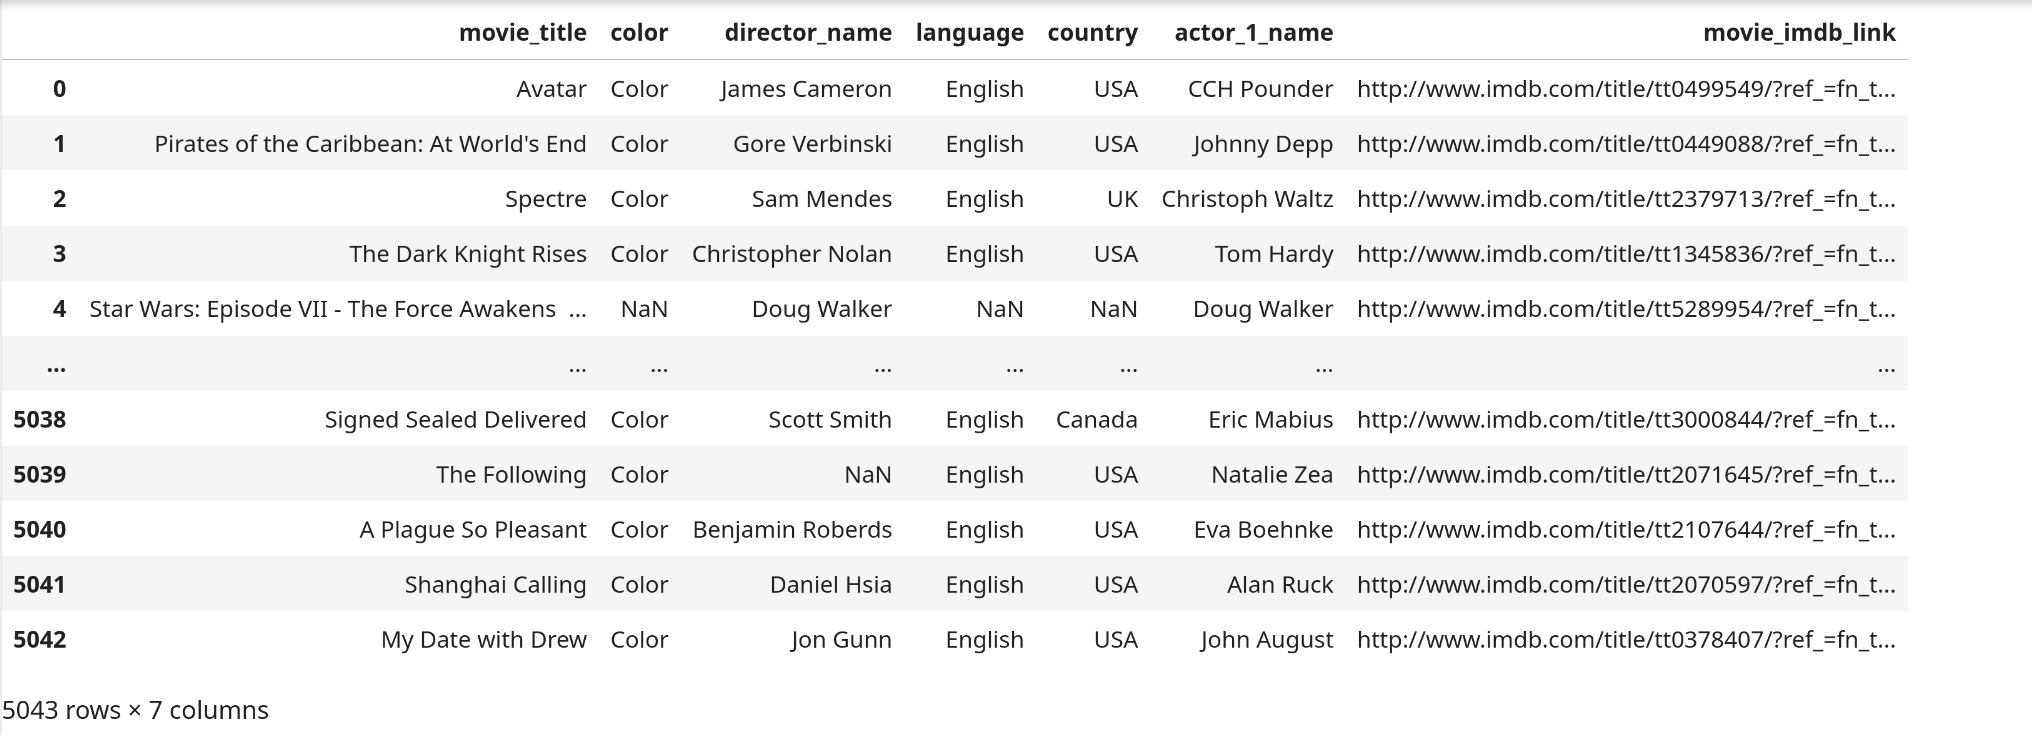 movie_title color director_name language country actor_1_name movie_imdb_link
0 Avatar Color James Cameron English USA CCH Pounder http://www.imdb.com/title/tt0499549/?ref_=fn_t...
1 Pirates of the Caribbean: At World's End Color Gore Verbinski English USA Johnny Depp http://www.imdb.com/title/tt0449088/?ref_=fn_t...
2 Spectre Color Sam Mendes English UK Christoph Waltz http://www.imdb.com/title/tt2379713/?ref_=fn_t...
3 The Dark Knight Rises Color Christopher Nolan English USA Tom Hardy http://www.imdb.com/title/tt1345836/?ref_=fn_t...
4 Star Wars: Episode VII - The Force Awakens ... NaN Doug Walker NaN NaN Doug Walker http://www.imdb.com/title/tt5289954/?ref_=fn_t...
... ... ... ... ... ... ... ...
5038 Signed Sealed Delivered Color Scott Smith English Canada Eric Mabius http://www.imdb.com/title/tt3000844/?ref_=fn_t...
5039 The Following Color NaN English USA Natalie Zea http://www.imdb.com/title/tt2071645/?ref_=fn_t...
5040 A Plague So Pleasant Color Benjamin Roberds English USA Eva Boehnke http://www.imdb.com/title/tt2107644/?ref_=fn_t...
5041 Shanghai Calling Color Daniel Hsia English USA Alan Ruck http://www.imdb.com/title/tt2070597/?ref_=fn_t...
5042 My Date with Drew Color Jon Gunn English USA John August http://www.imdb.com/title/tt0378407/?ref_=fn_t...
5043 rows × 7 columns